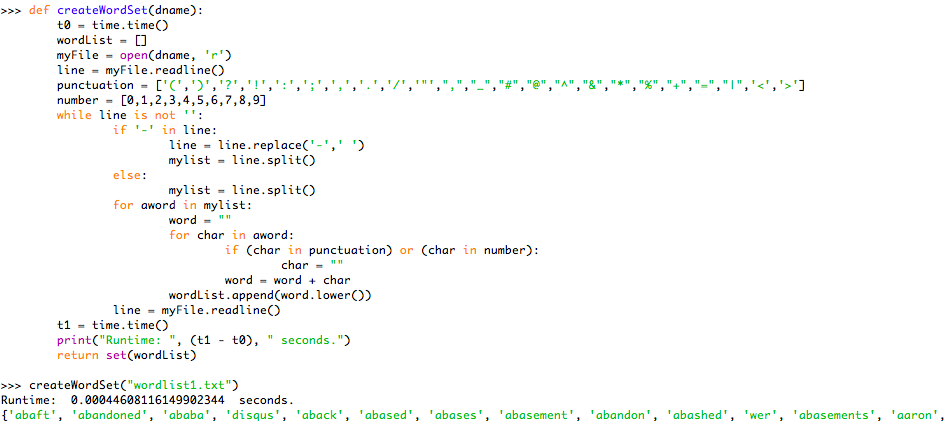 >>> def createWordSet(dname):
        t0 = time.time()
        wordList = []
        myFile = open(dname, 'r')
        line = myFile.readline()
        punctuation = ['(',')','?','!',':',';',',','.','/','"',",","_","#","@","^","&","*","%","+","=","|",'<','>']
        number = [0,1,2,3,4,5,6,7,8,9]
        while line is not '':
                if '-' in line:
                        line = line.replace('-',' ')
                        mylist = line.split()
                else:
                        mylist = line.split()
                for aword in mylist:
                        word = ""
                        for char in aword:
                                if (char in punctuation) or (char in number):
                                        char = ""
                                word = word + char
                        wordList.append(word.lower())
                line = myFile.readline()
        t1 = time.time()
        print("Runtime: ", (t1 - t0), " seconds.")
        return set(wordList)
>>> createWordSet("wordlist1.txt")
Runtime:  0.00044608116149902344  seconds.
{'abaft', 'abandoned', 'ababa', 'disqus', 'aback', 'abased', 'abases', 'abasement', 'abandon', 'abashed', 'wer', 'abasements', 'aaron',